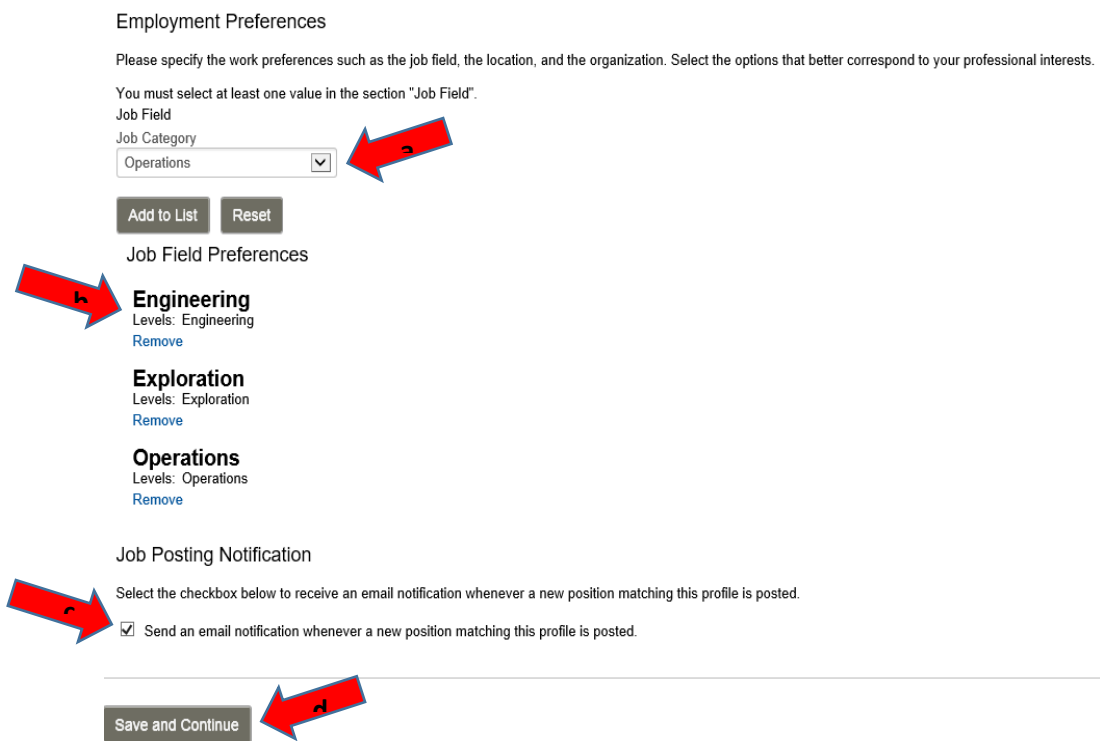 Employment Preferences
Please specify the work preferences such as the job field, the location, and the organization. Select the options that better correspond to your professional interests.
You must select at least one value in the section "Job Field".
Job Field
Job Category
Operations
a
Add to List Reset
Job Field Preferences
b
Engineering
Levels: Engineering
Remove
Exploration
Levels: Exploration
Remove
Operations
Levels: Operations
Remove
Job Posting Notification
Select the checkbox below to receive an email notification whenever a new position matching this profile is posted.
c
Send an email notification whenever a new position matching this profile is posted.
d
Save and Continue